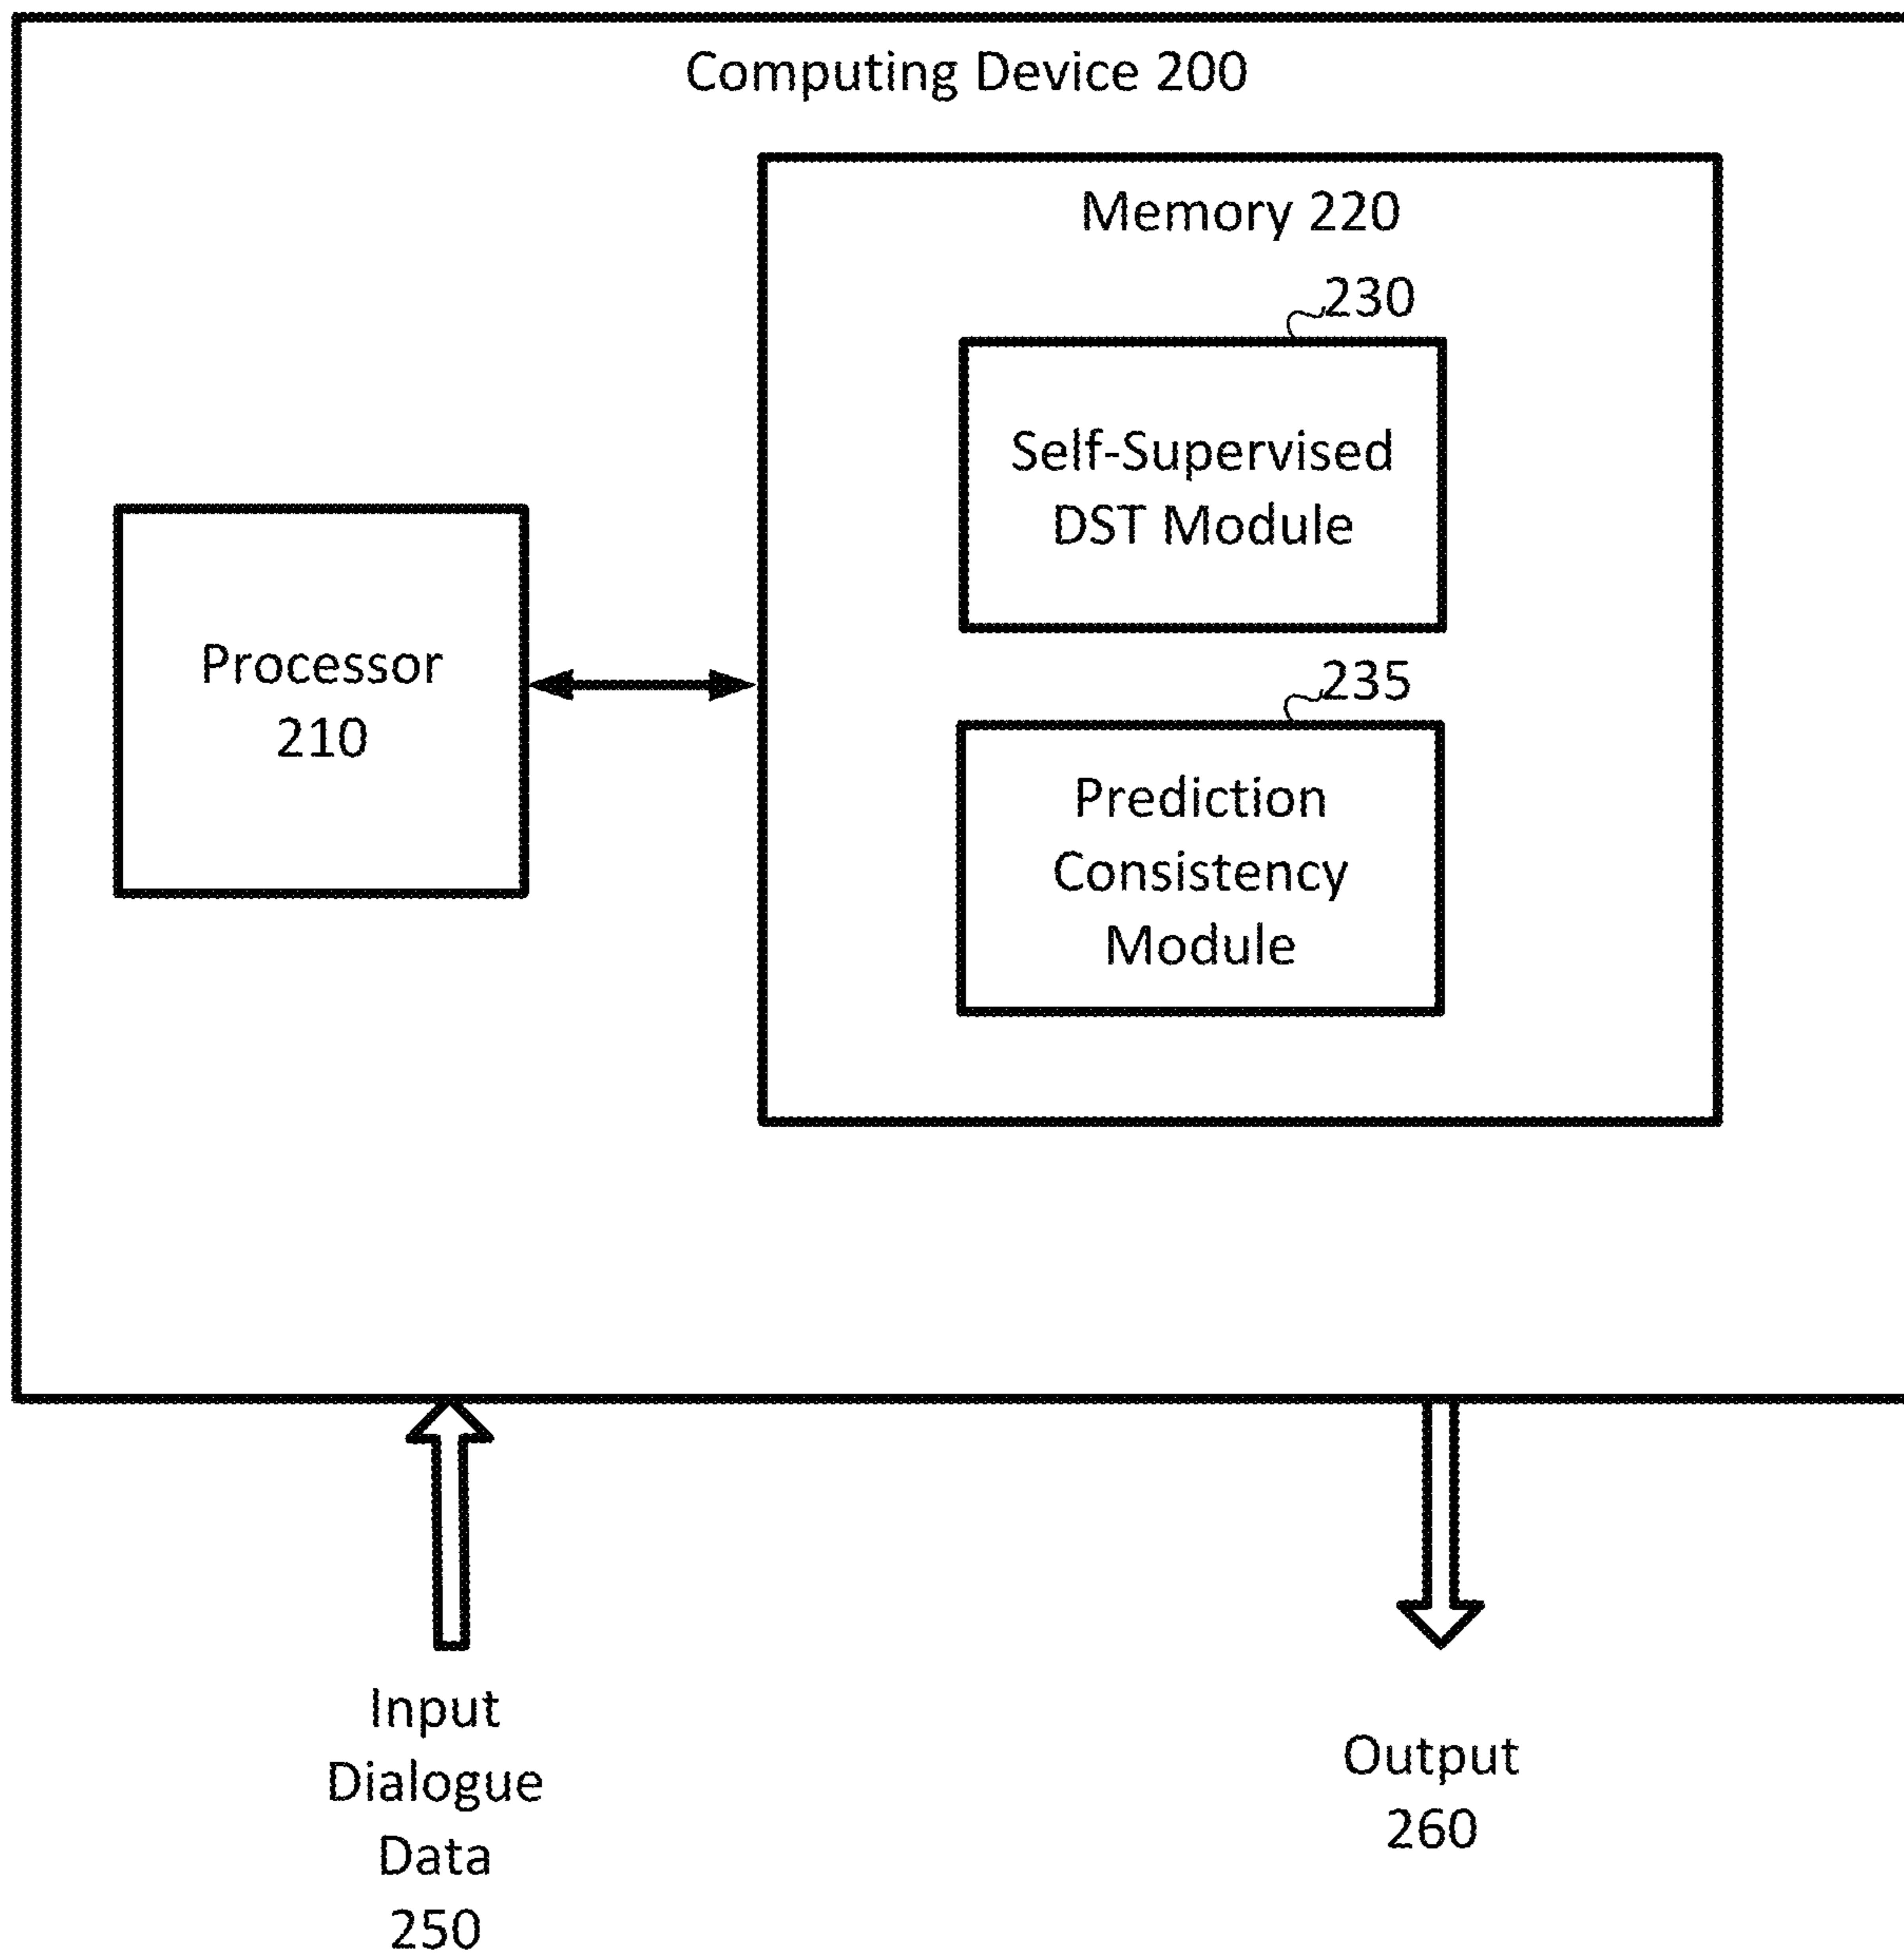 Computing Device 200
Memory 220
230
Self-Supervised
DST Module
Processor
210
235
Prediction
Consistency
Module
Input
Dialogue
Data
250
Output
260